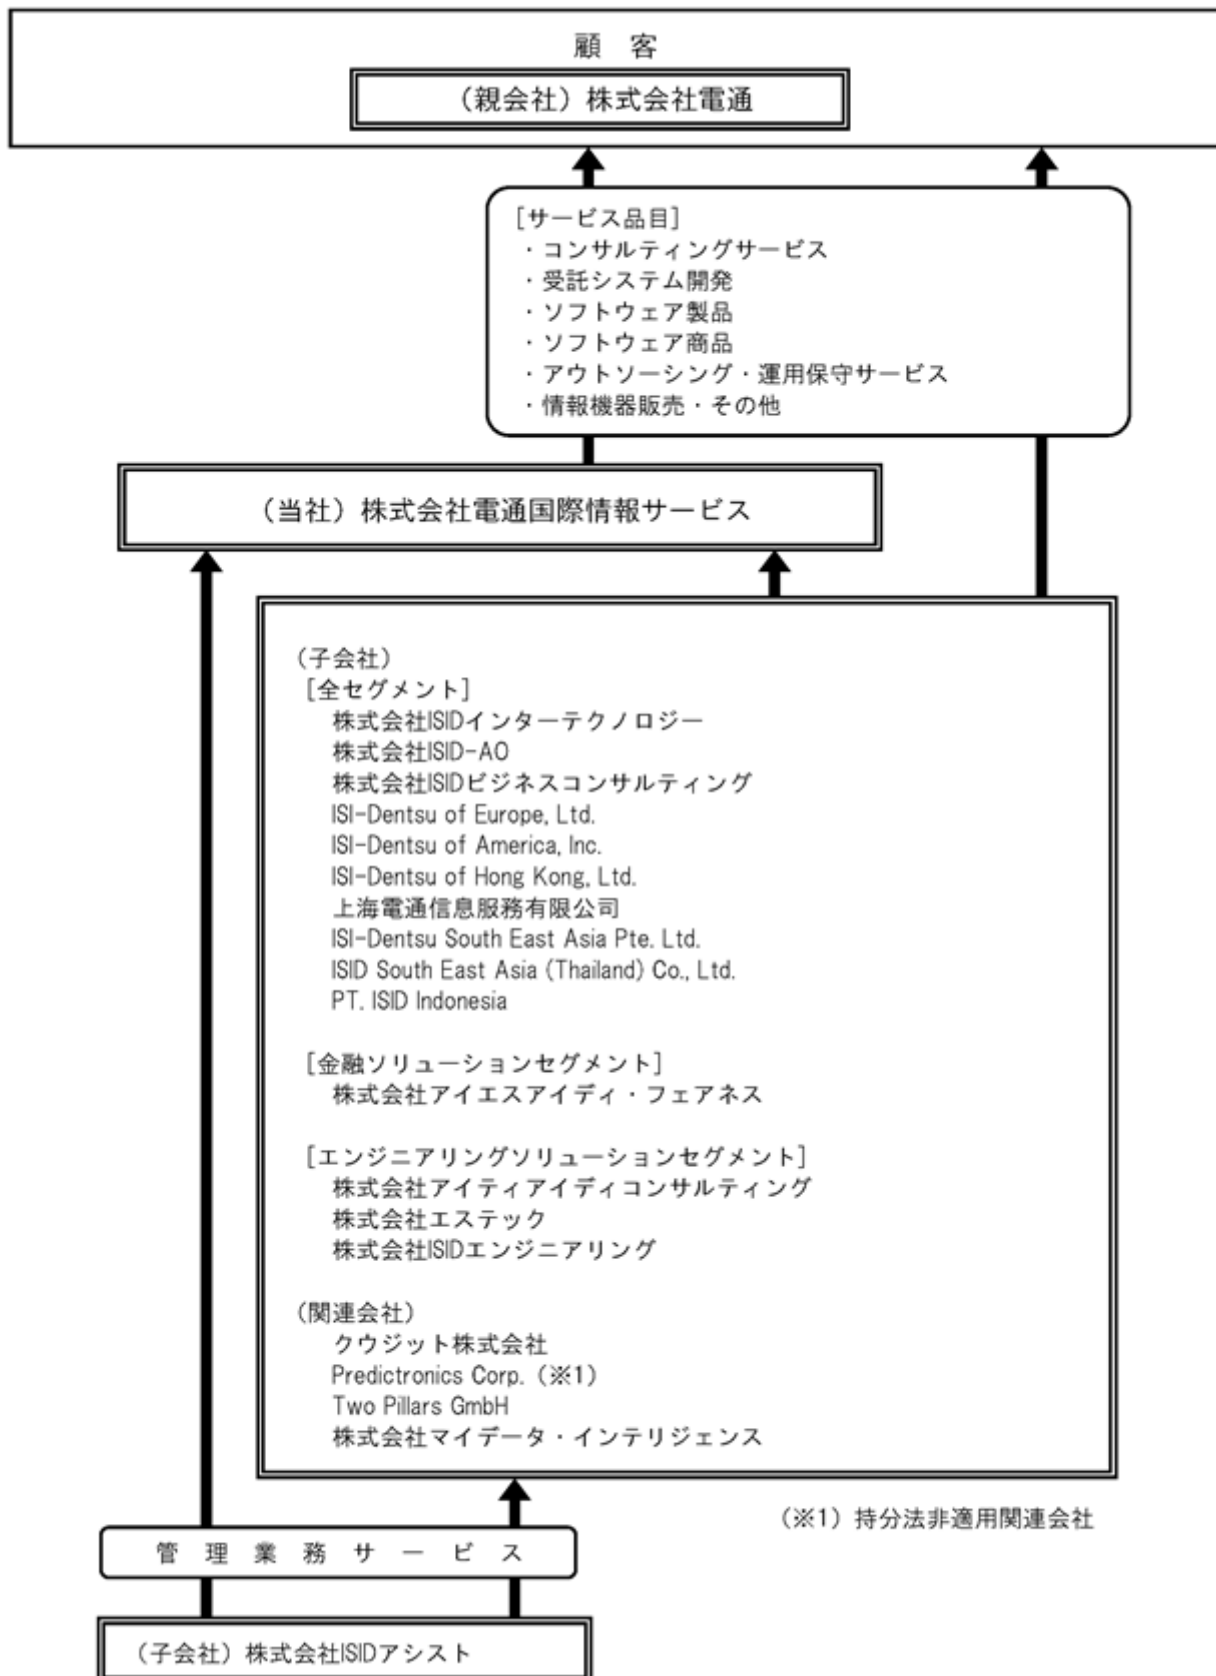 顧 客
（親会社）株式会社電通
［サービス品目］
・コンサルティングサービス
・受託システム開発
・ソフトウェア製品
・ソフトウェア商品
・アウトソーシング・運用保守サービス
・情報機器販売・その他
（当社）株式会社電通国際情報サービス
（子会社）
［全セグメント］
株式会社ISIDインターテクノロジー
株式会社ISID-AO
株式会社ISIDビジネスコンサルティング
ISI-Dentsu of Europe, Ltd.
ISI-Dentsu of America, Inc.
ISI-Dentsu of Hong Kong, Ltd.
上海電通信息服務有限公司
ISI-Dentsu South East Asia Pte. Ltd.
ISID South East Asia (Thailand) Co., Ltd.
PT. ISID Indonesia
［金融ソリューションセグメント］
株式会社アイエスアイディ・フェアネス
［エンジニアリングソリューションセグメント］
株式会社アイティアイディコンサルティング
株式会社エステック
株式会社ISIDエンジニアリング
（関連会社）
クウジット株式会社
Predictronics Corp.（※1）
Two Pillars GmbH
株式会社マイデータ・インテリジェンス
（※1）持分法非適用関連会社
管 理 業 務 サ ー ビ ス
（子会社）株式会社ISIDアシスト